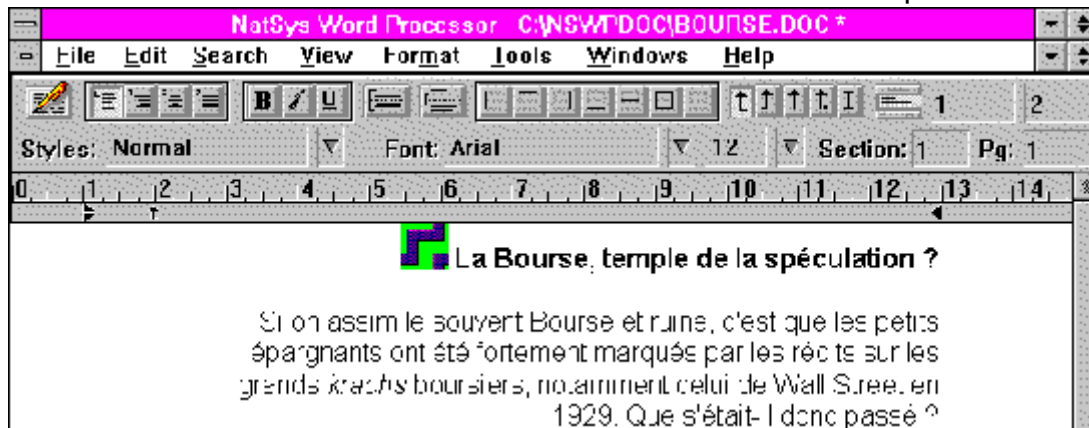 NatSys Word Processor C:\NSWP\DOC\BOURSE.DOC *
File Edit Search View Format Tools Windows Help
B I U 1 2
Styles: Normal Font: Arial 12 Section: 1 Pg: 1
0 1 2 3 4 5 6 7 8 9 10 11 12 13 14
La Bourse, temple de la spéculation ?
Si on assimile souvent Bourse et ruine, c'est que les petits
épargnants ont été fortement marqués par les récits sur les
grands krachs boursiers, notamment celui de Wall Street en
1929. Que s'était-il donc passé ?